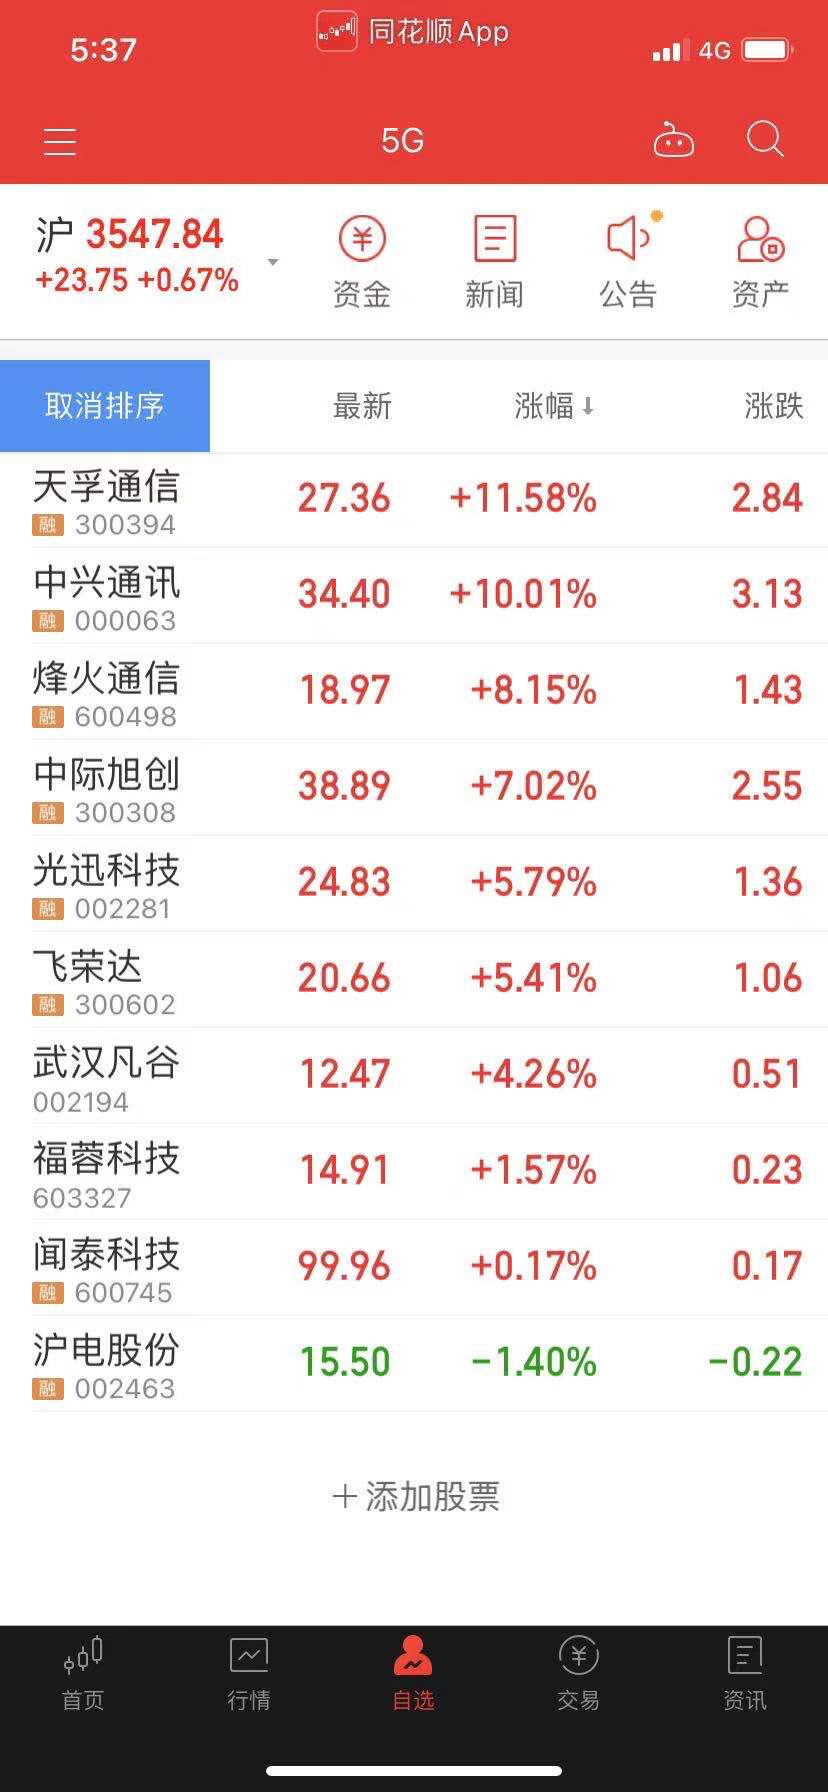 同花顺App
5:37 4G
5G
沪 3547.84
+23.75 +0.67%
资金 新闻 公告 资产
取消排序 最新 涨幅↓ 涨跌
天孚通信 27.36 +11.58% 2.84
融 300394
中兴通讯 34.40 +10.01% 3.13
融 000063
烽火通信 18.97 +8.15% 1.43
融 600498
中际旭创 38.89 +7.02% 2.55
融 300308
光迅科技 24.83 +5.79% 1.36
融 002281
飞荣达 20.66 +5.41% 1.06
融 300602
武汉凡谷 12.47 +4.26% 0.51
002194
福蓉科技 14.91 +1.57% 0.23
603327
闻泰科技 99.96 +0.17% 0.17
融 600745
沪电股份 15.50 -1.40% -0.22
融 002463
+添加股票
首页 行情 自选 交易 资讯